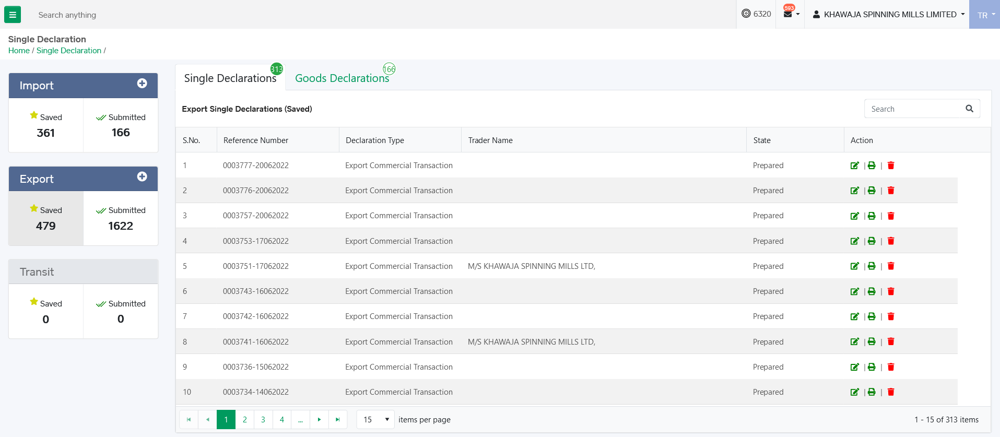 Search anything
6320
593
KHAWAJA SPINNING MILLS LIMITED
TR
Single Declaration
Home / Single Declaration /
Import
Saved
361
Submitted
166
Export
Saved
479
Submitted
1622
Transit
Saved
0
Submitted
0
Single Declarations 313
Goods Declarations 166
Export Single Declarations (Saved)
Search
S.No. Reference Number Declaration Type Trader Name State Action
1 0003777-20062022 Export Commercial Transaction Prepared | |
2 0003776-20062022 Export Commercial Transaction Prepared | |
3 0003757-20062022 Export Commercial Transaction Prepared | |
4 0003753-17062022 Export Commercial Transaction Prepared | |
5 0003751-17062022 Export Commercial Transaction M/S KHAWAJA SPINNING MILLS LTD, Prepared | |
6 0003743-16062022 Export Commercial Transaction Prepared | |
7 0003742-16062022 Export Commercial Transaction Prepared | |
8 0003741-16062022 Export Commercial Transaction M/S KHAWAJA SPINNING MILLS LTD, Prepared | |
9 0003736-15062022 Export Commercial Transaction Prepared | |
10 0003734-14062022 Export Commercial Transaction Prepared | |
1 2 3 4 ... 15 items per page 1 - 15 of 313 items